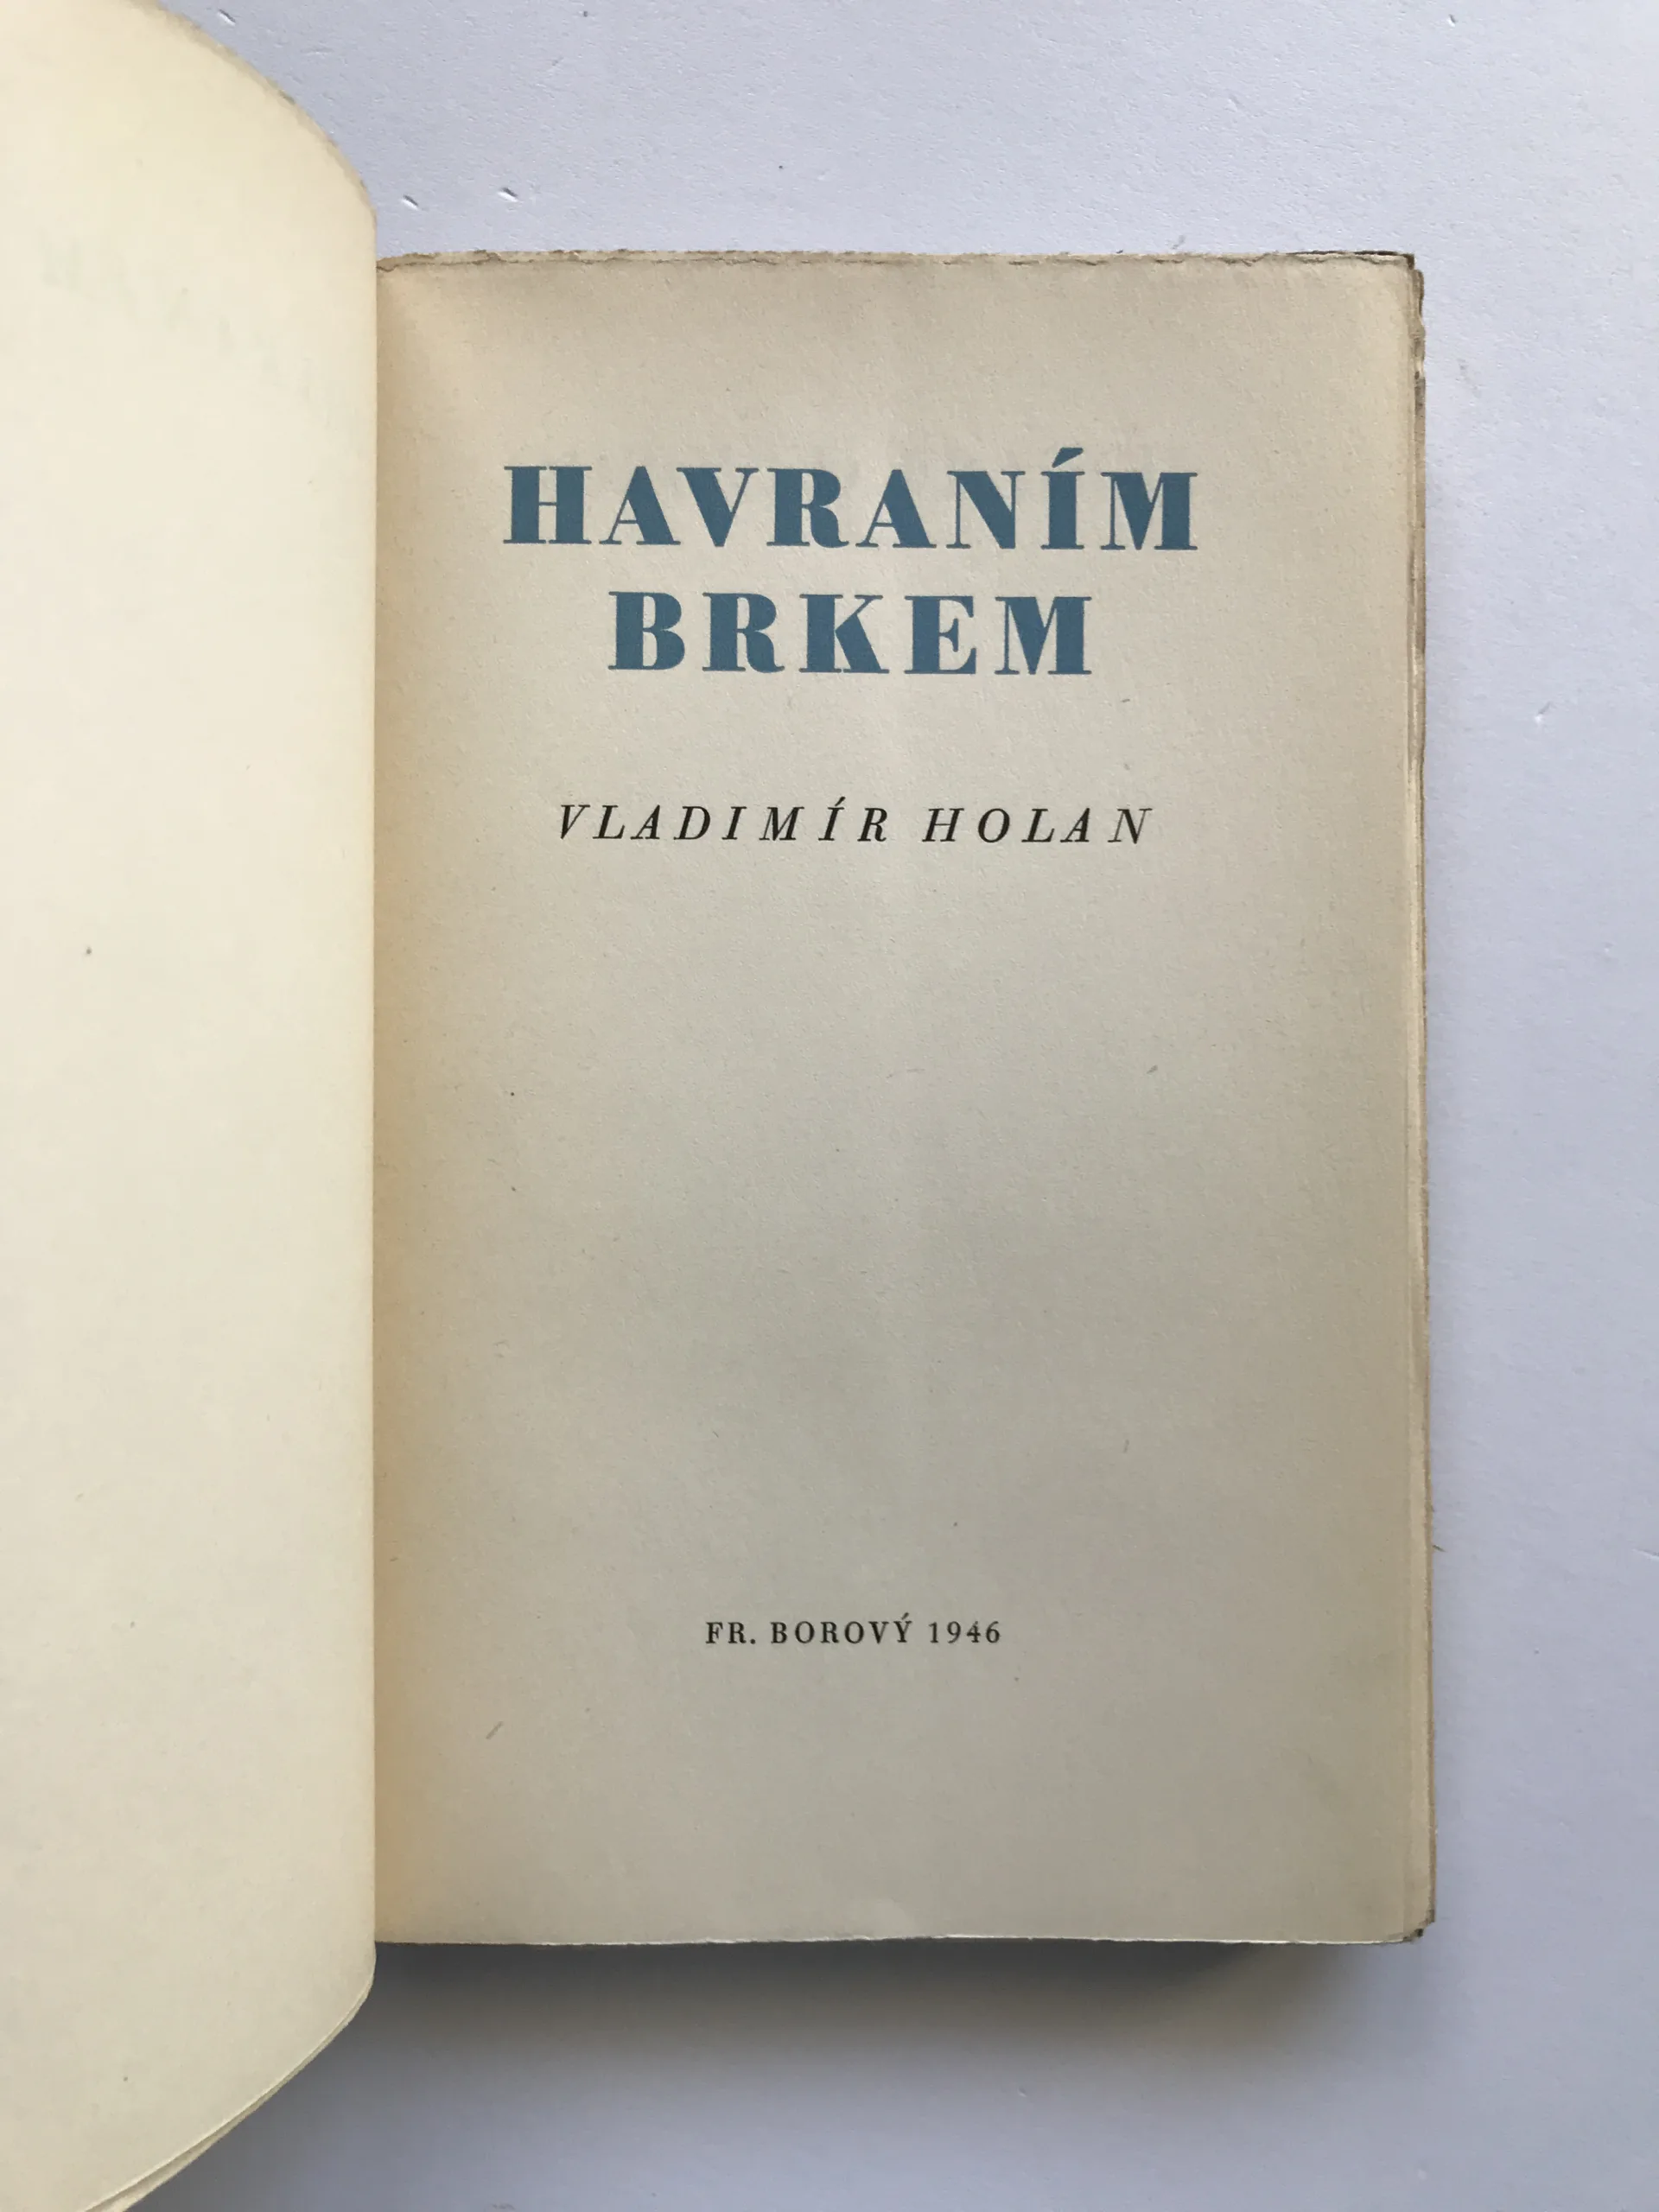 HAVRANÍM
BRKEM
VLADIMÍR HOLAN
FR. BOROVÝ 1946